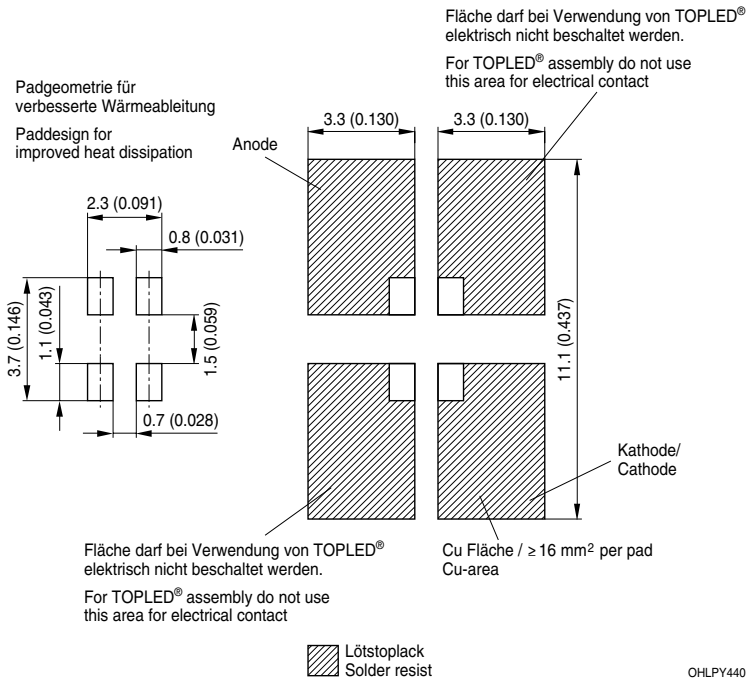 Fläche darf bei Verwendung von TOPLED®
elektrisch nicht beschaltet werden.
For TOPLED® assembly do not use
this area for electrical contact
Padgeometrie für
verbesserte Wärmeableitung
Paddesign for
improved heat dissipation
Anode
3.3 (0.130)
3.3 (0.130)
2.3 (0.091)
0.8 (0.031)
3.7 (0.146)
1.1 (0.043)
1.5 (0.059)
0.7 (0.028)
11.1 (0.437)
Kathode/
Cathode
Fläche darf bei Verwendung von TOPLED®
elektrisch nicht beschaltet werden.
For TOPLED® assembly do not use
this area for electrical contact
Cu Fläche / ≥ 16 mm² per pad
Cu-area
Lötstoplack
Solder resist
OHLPY440